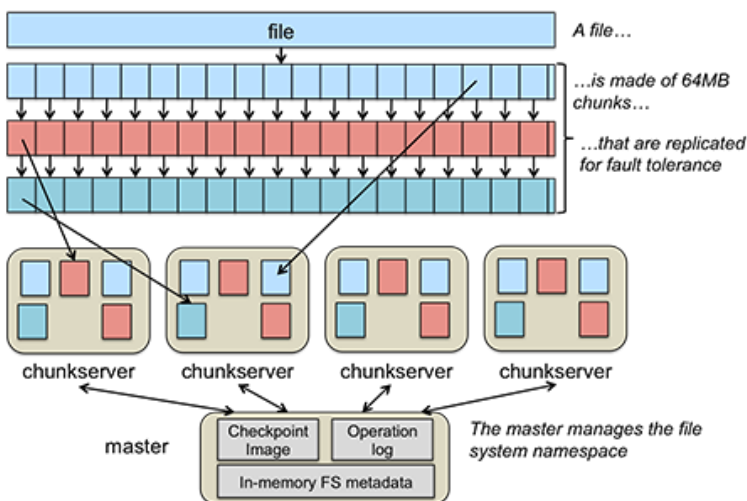 file
A file…
…is made of 64MB
chunks…
…that are replicated
for fault tolerance
chunkserver
chunkserver
chunkserver
chunkserver
master
Checkpoint
Image
Operation
log
In-memory FS metadata
The master manages the file
system namespace